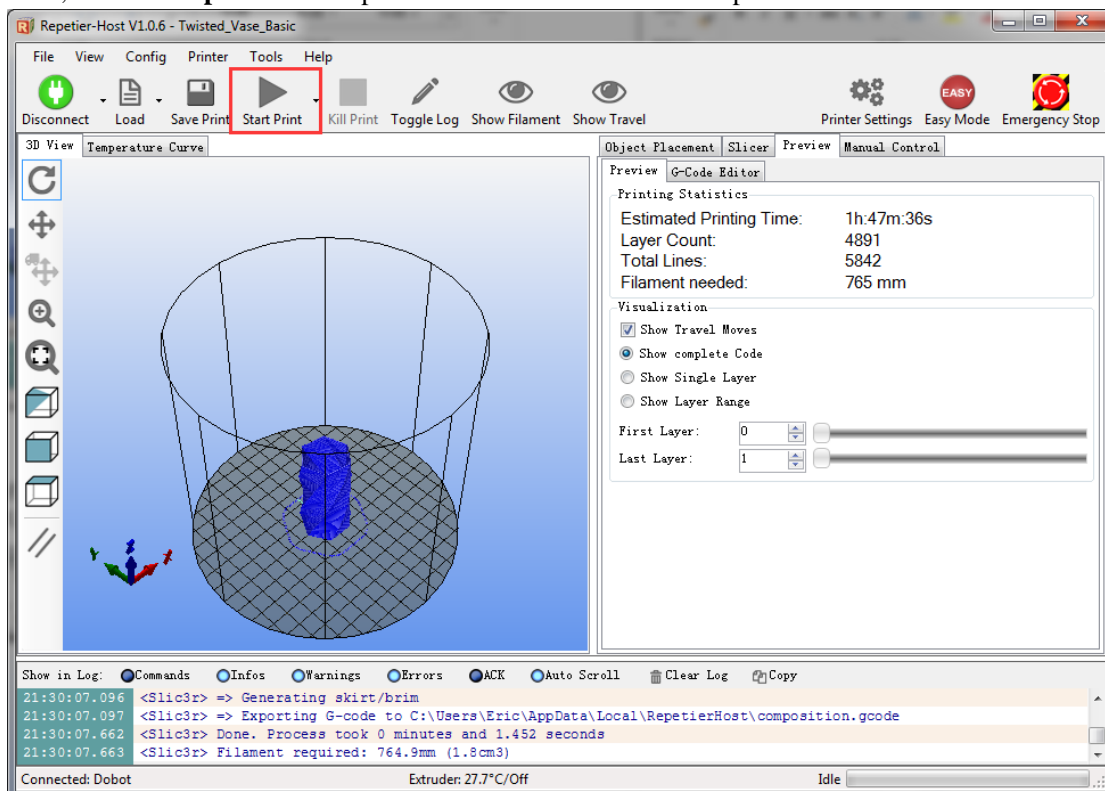 Repetier-Host V1.0.6 - Twisted_Vase_Basic
File View Config Printer Tools Help
Disconnect Load Save Print Start Print Kill Print Toggle Log Show Filament Show Travel Printer Settings EASY Easy Mode Emergency Stop
3D View Temperature Curve
Object Placement Slicer Preview Manual Control
Preview G-Code Editor
Printing Statistics
Estimated Printing Time: 1h:47m:36s
Layer Count: 4891
Total Lines: 5842
Filament needed: 765 mm
Visualization
Show Travel Moves
Show complete Code
Show Single Layer
Show Layer Range
First Layer: 0
Last Layer: 1
Show in Log: Commands Infos Warnings Errors ACK Auto Scroll Clear Log Copy
21:30:07.096 <Slic3r> => Generating skirt/brim
21:30:07.097 <Slic3r> => Exporting G-code to C:\Users\Eric\AppData\Local\RepetierHost\composition.gcode
21:30:07.662 <Slic3r> Done. Process took 0 minutes and 1.452 seconds
21:30:07.663 <Slic3r> Filament required: 764.9mm (1.8cm3)
Connected: Dobot Extruder: 27.7°C/Off Idle